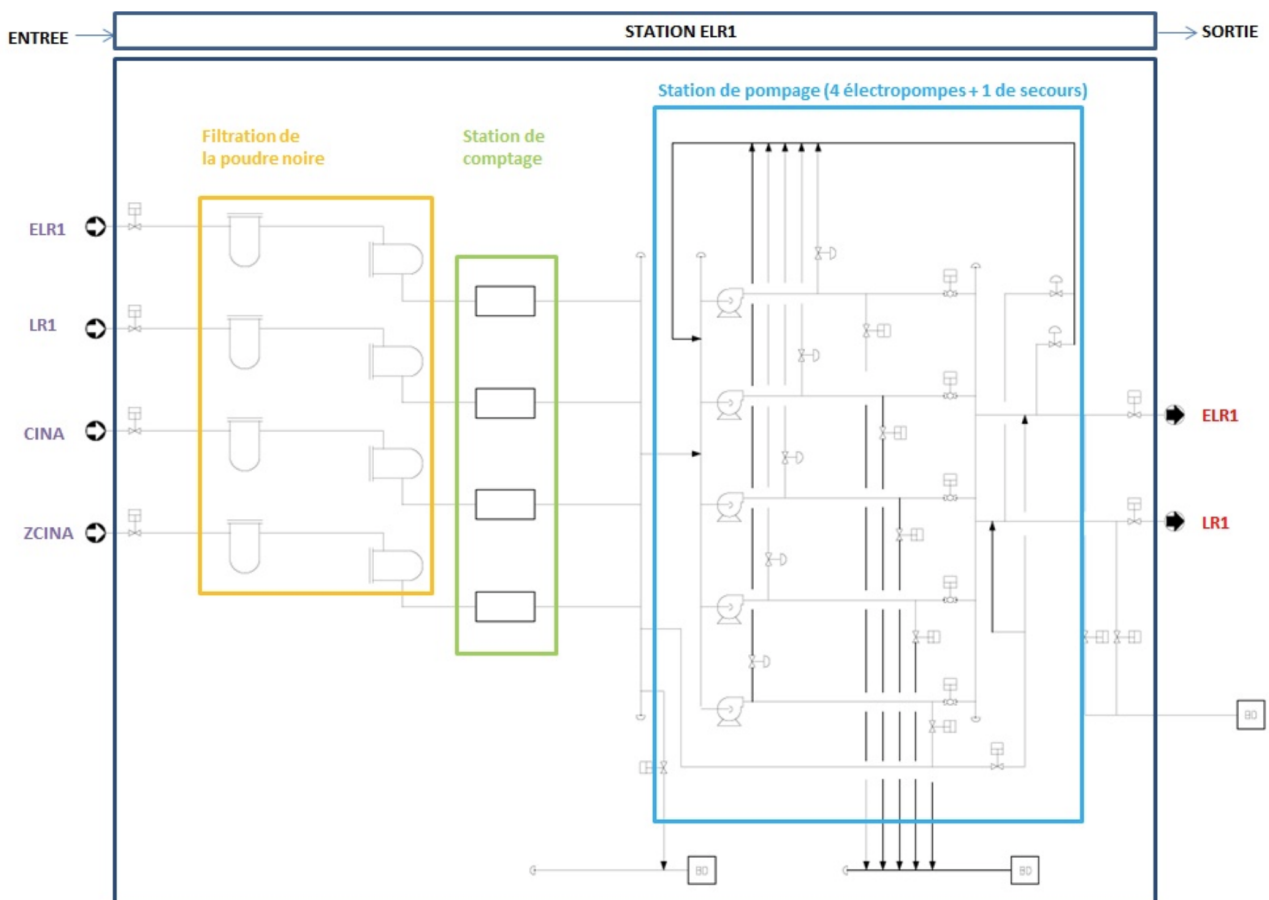 ENTREE
STATION ELR1
SORTIE
Station de pompage (4 électropompes + 1 de secours)
Filtration de
la poudre noire
Station de
comptage
ELR1
LR1
CINA
ZCINA
ELR1
LR1
BD
BD
BD